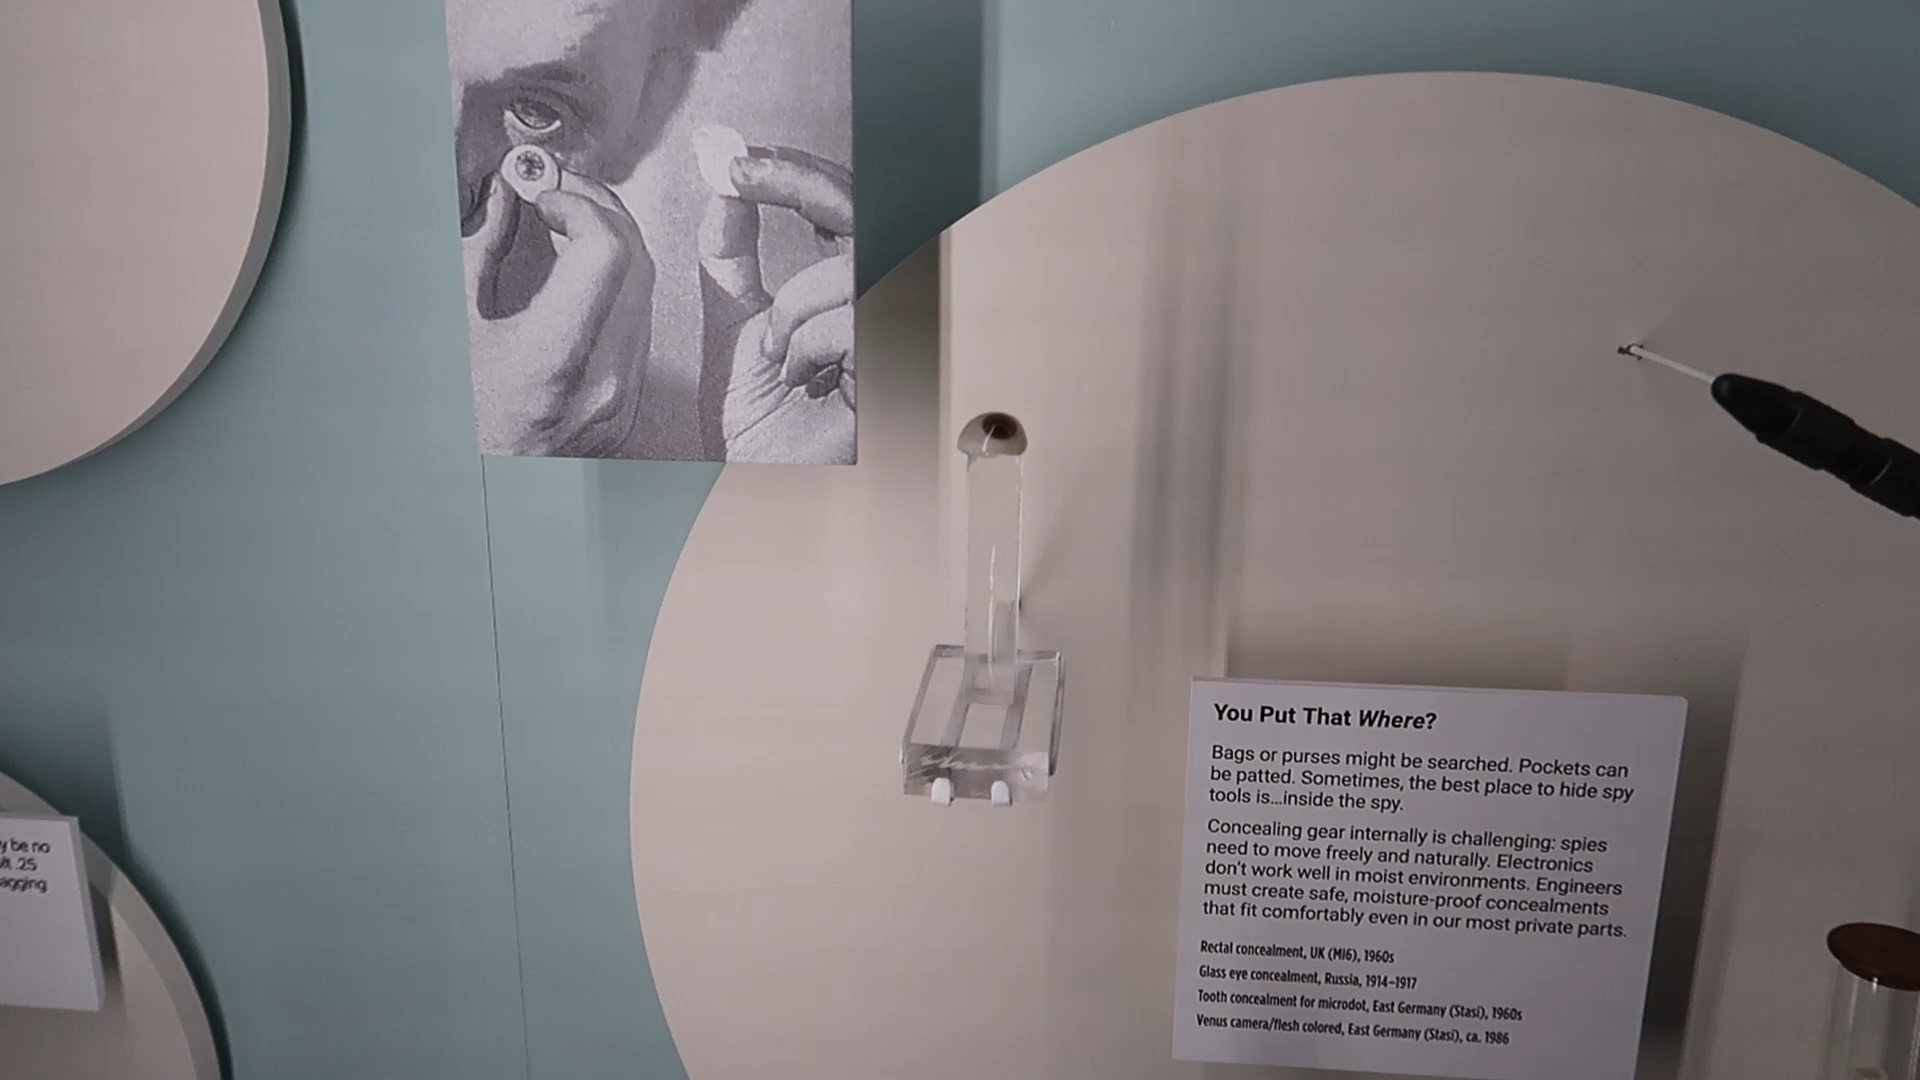 You Put That Where?
Bags or purses might be searched. Pockets can
be patted. Sometimes, the best place to hide spy
tools is...inside the spy.
Concealing gear internally is challenging: spies
need to move freely and naturally. Electronics
don't work well in moist environments. Engineers
must create safe, moisture-proof concealments
that fit comfortably even in our most private parts.
Rectal concealment, UK (MI6), 1960s
Glass eye concealment, Russia, 1914–1917
Tooth concealment for microdot, East Germany (Stasi), 1960s
Venus camera/flesh colored, East Germany (Stasi), ca. 1986
be no
.25